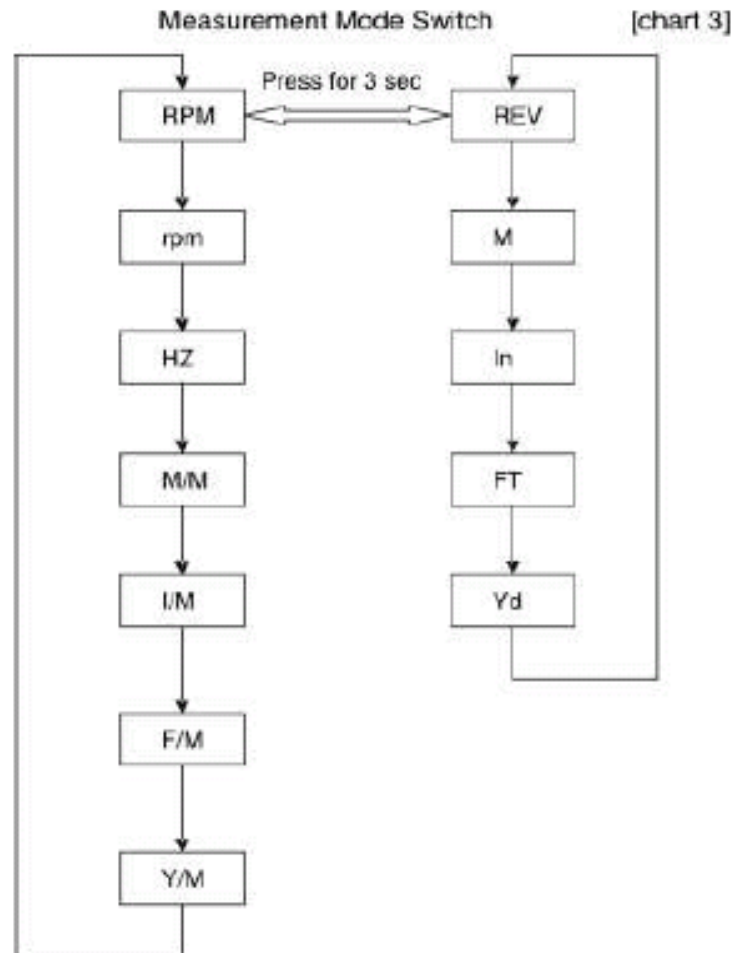 Measurement Mode Switch [chart 3]
Press for 3 sec
RPM
REV
rpm
M
HZ
In
M/M
FT
I/M
Yd
F/M
Y/M